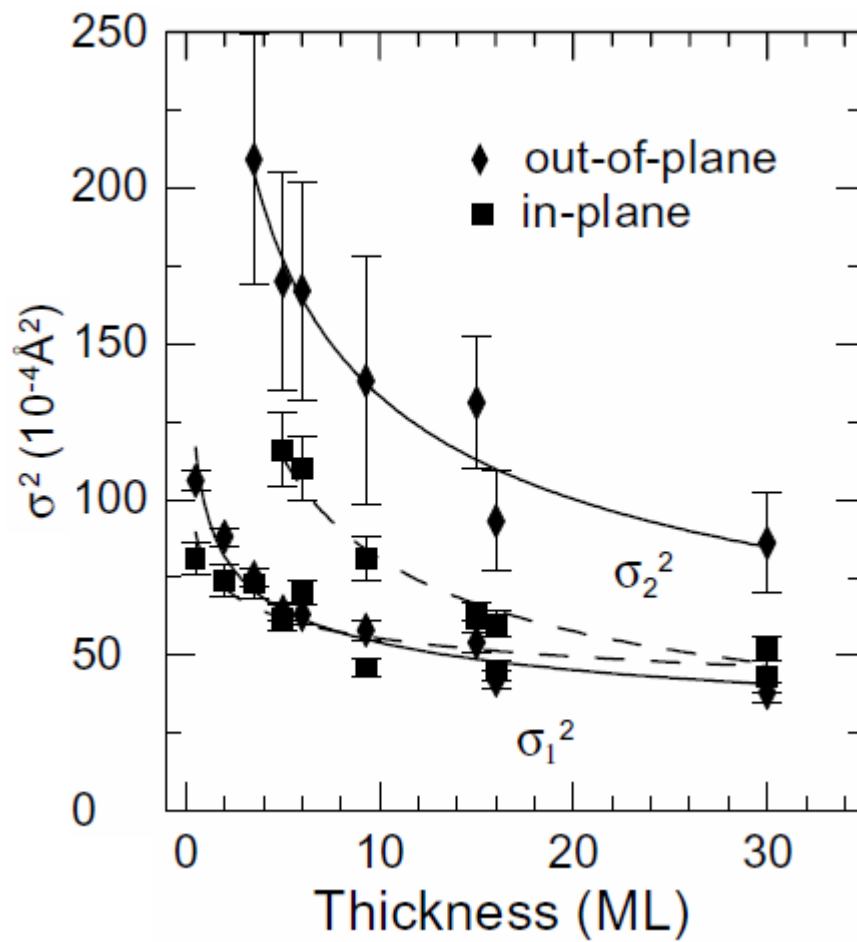 250
200
150
100
50
0
σ² (10⁻⁴Å²)
out-of-plane
in-plane
σ₂²
σ₁²
0 10 20 30
Thickness (ML)